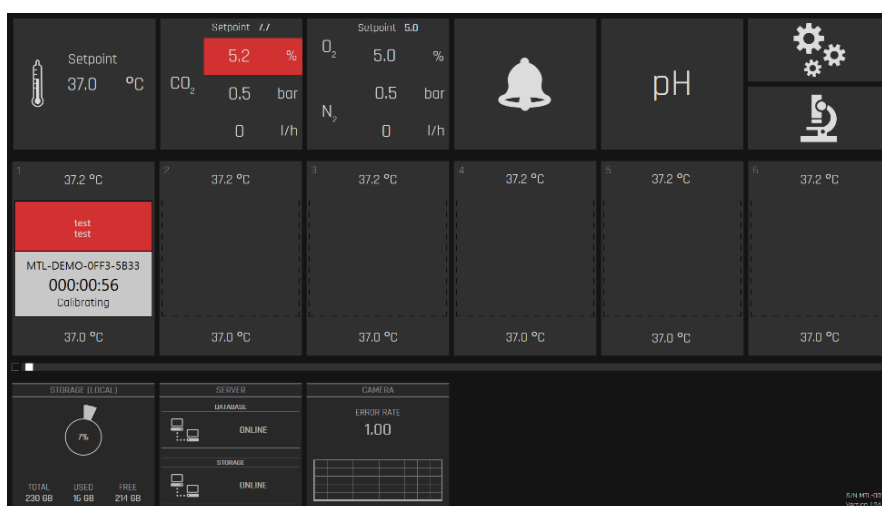 Setpoint 7.7
Setpoint 5.0
Setpoint
37.0 °C
CO2
5.2 %
0.5 bar
0 l/h
O2
5.0 %
N2
0.5 bar
0 l/h
pH
1 37.2 °C
2 37.2 °C
3 37.2 °C
4 37.2 °C
5 37.2 °C
6 37.2 °C
test
test
MTL-DEMO-0FF3-5B33
000:00:56
Calibrating
37.0 °C
37.0 °C
37.0 °C
37.0 °C
37.0 °C
37.0 °C
STORAGE (LOCAL)
7%
TOTAL USED FREE
230 GB 16 GB 214 GB
SERVER
DATABASE
ONLINE
STORAGE
ONLINE
CAMERA
ERROR RATE
1.00
S/N MTL-
Version